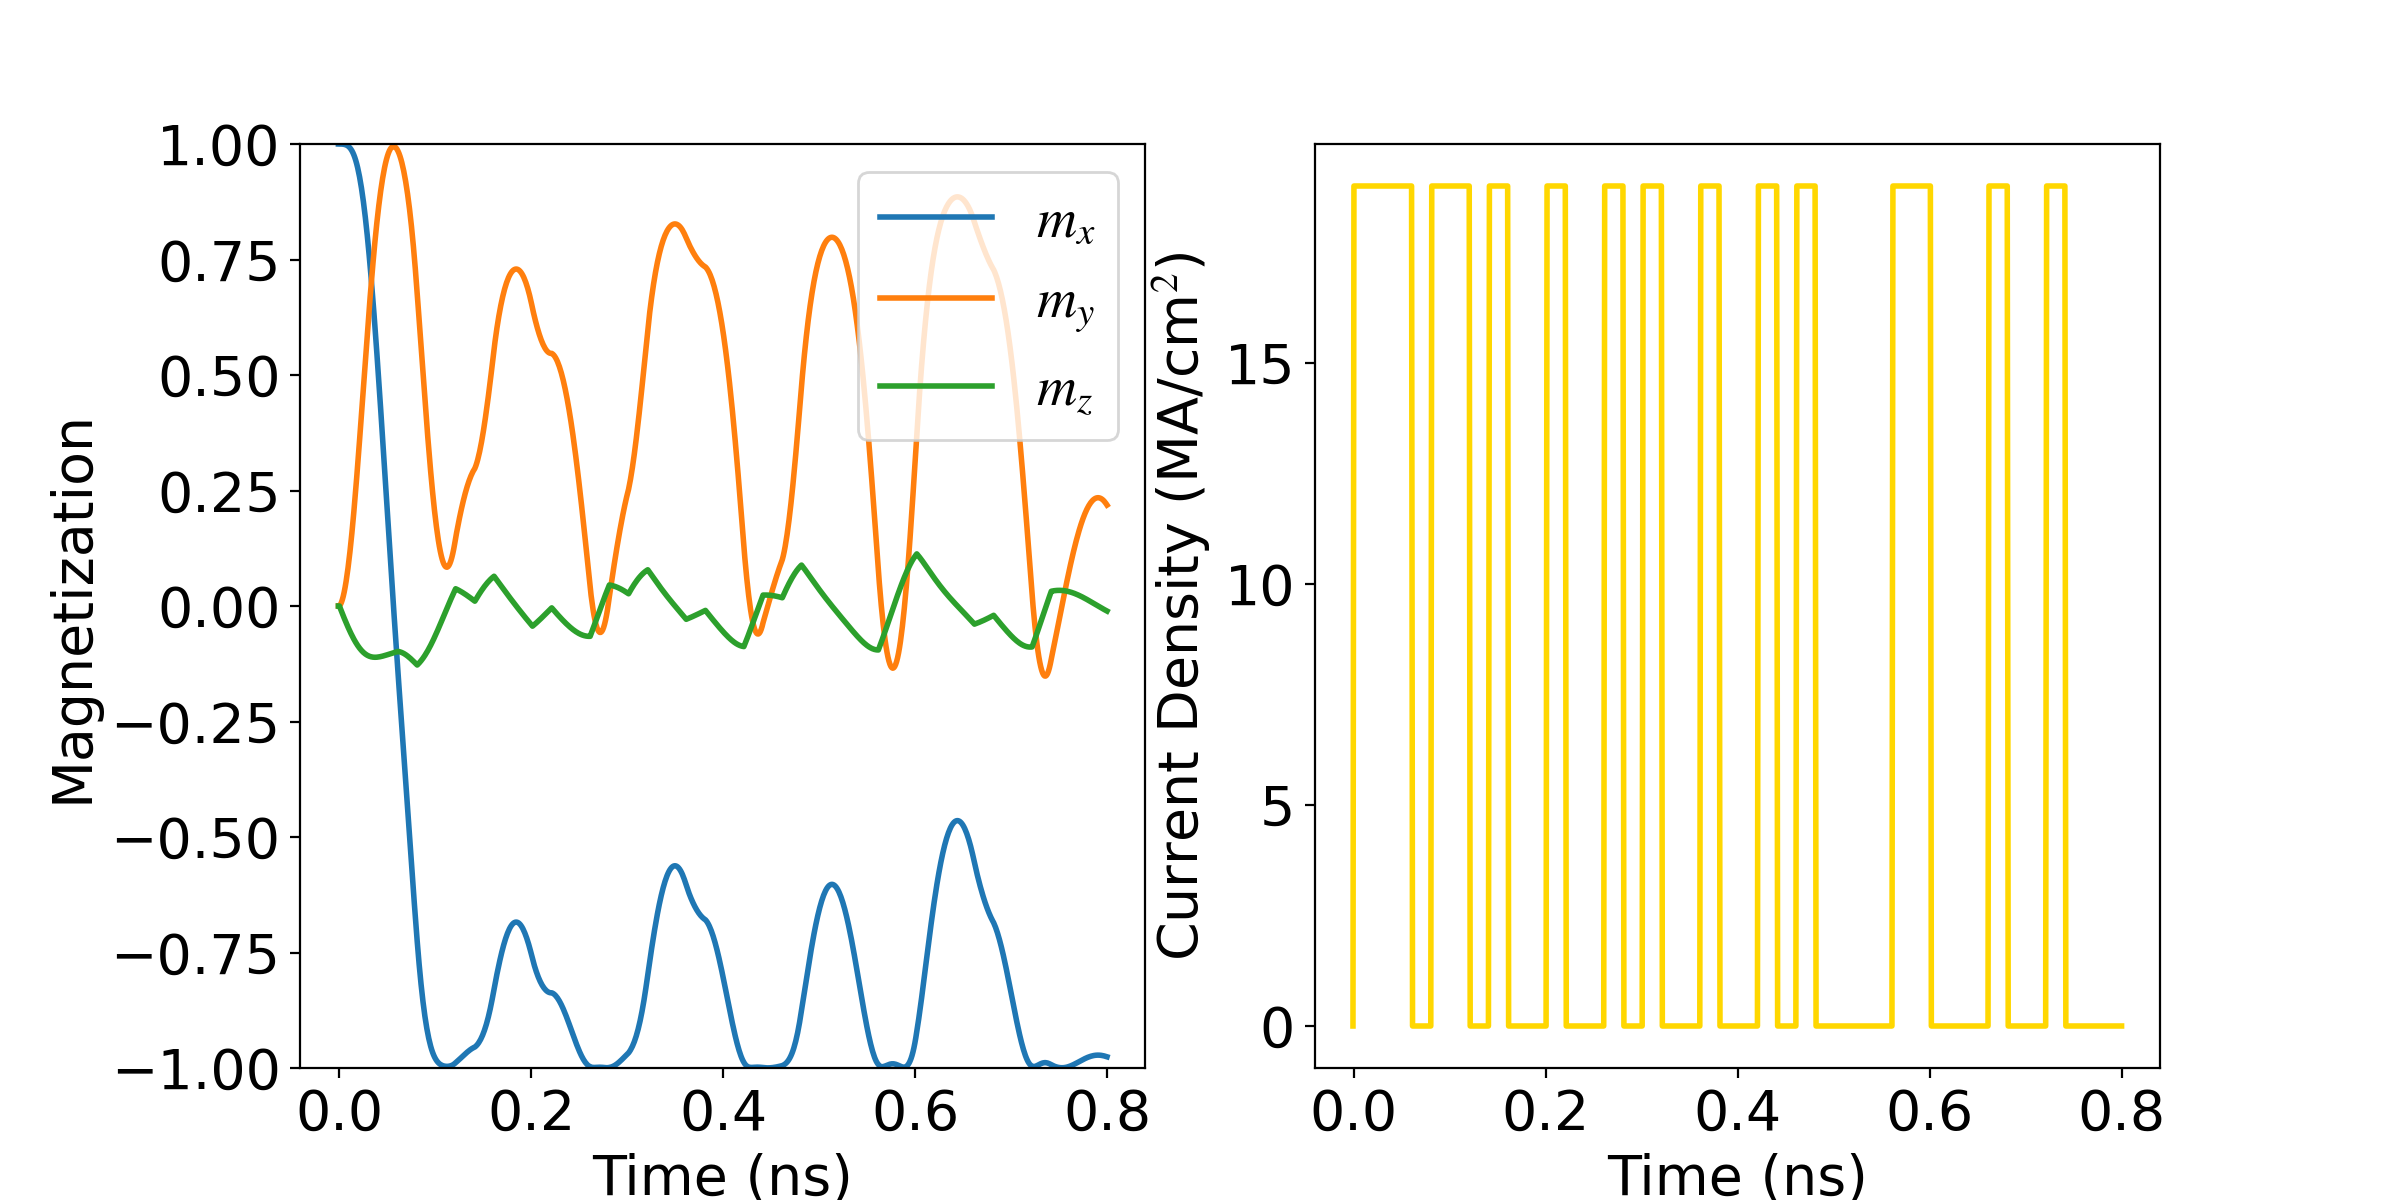 1.00
0.75
0.50
0.25
0.00
−0.25
−0.50
−0.75
−1.00
0.0 0.2 0.4 0.6 0.8
Time (ns)
Magnetization
m_x
m_y
m_z
15
10
5
0
0.0 0.2 0.4 0.6 0.8
Time (ns)
Current Density (MA/cm²)